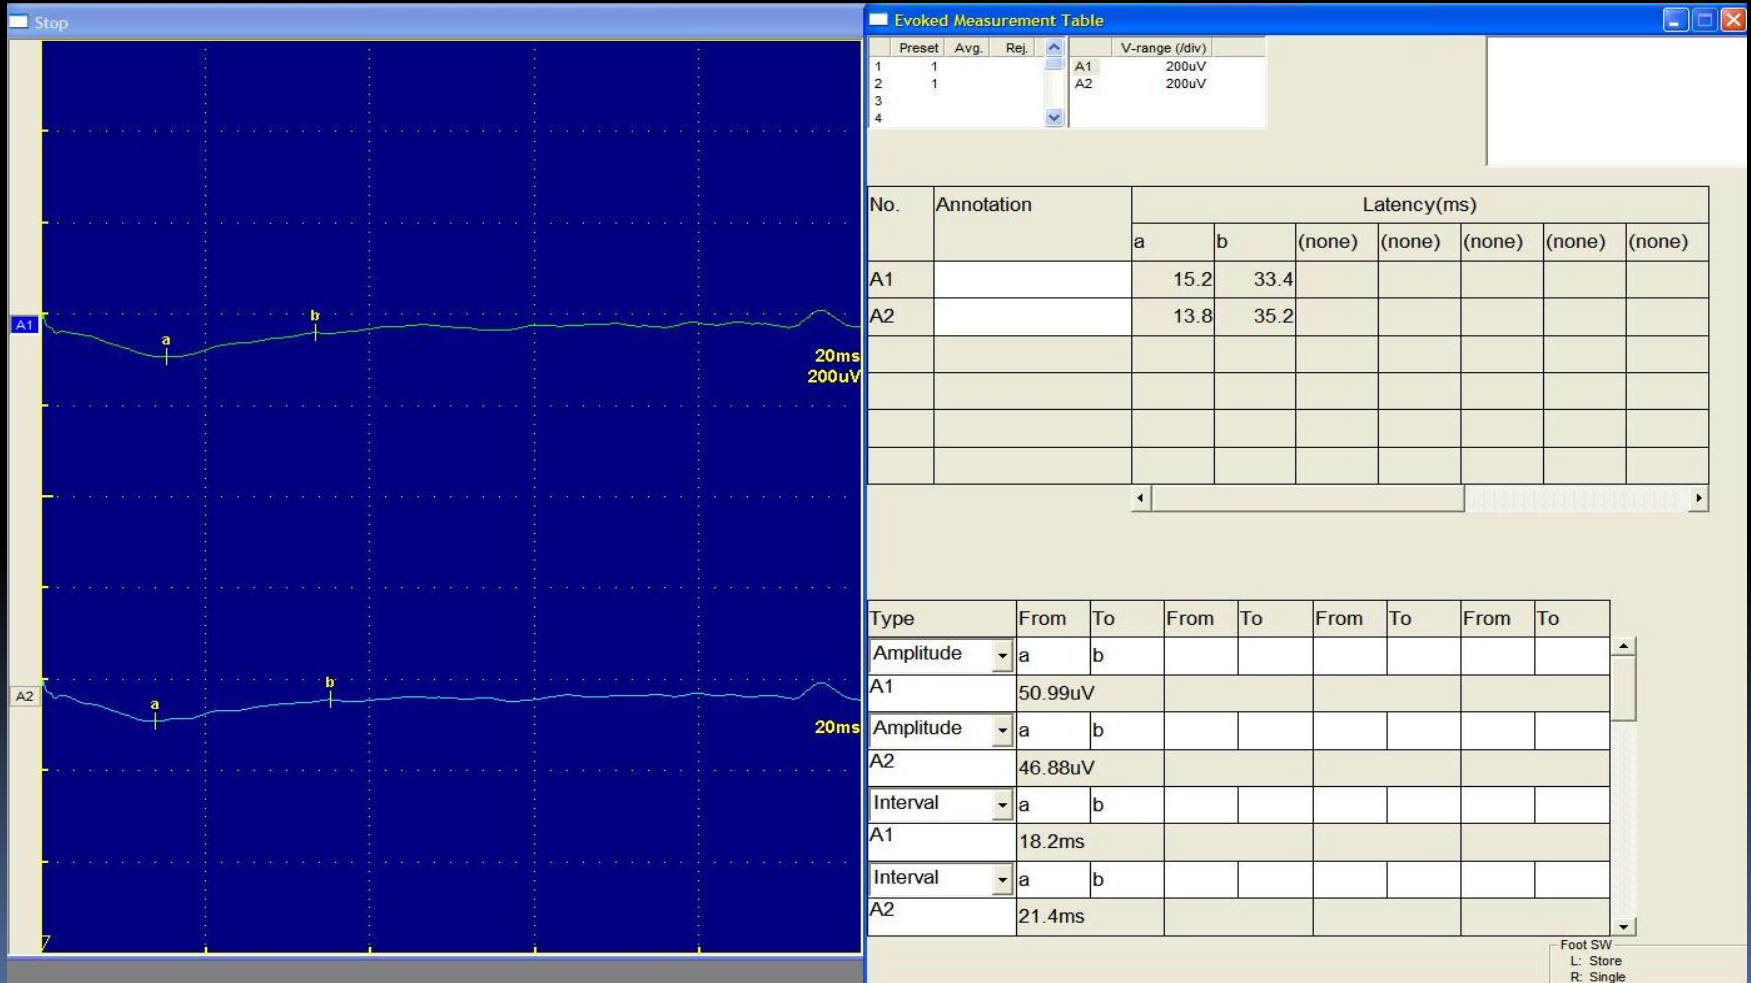 Stop
A1
a
b
20ms
200uV
A2
a
b
20ms
Evoked Measurement Table
Preset Avg. Rej.
1 1
2 1
3
4
V-range (/div)
A1 200uV
A2 200uV
No. Annotation Latency(ms)
a b (none) (none) (none) (none) (none)
A1 15.2 33.4
A2 13.8 35.2
Type From To From To From To From To
Amplitude a b
A1 50.99uV
Amplitude a b
A2 46.88uV
Interval a b
A1 18.2ms
Interval a b
A2 21.4ms
Foot SW
L: Store
R: Single